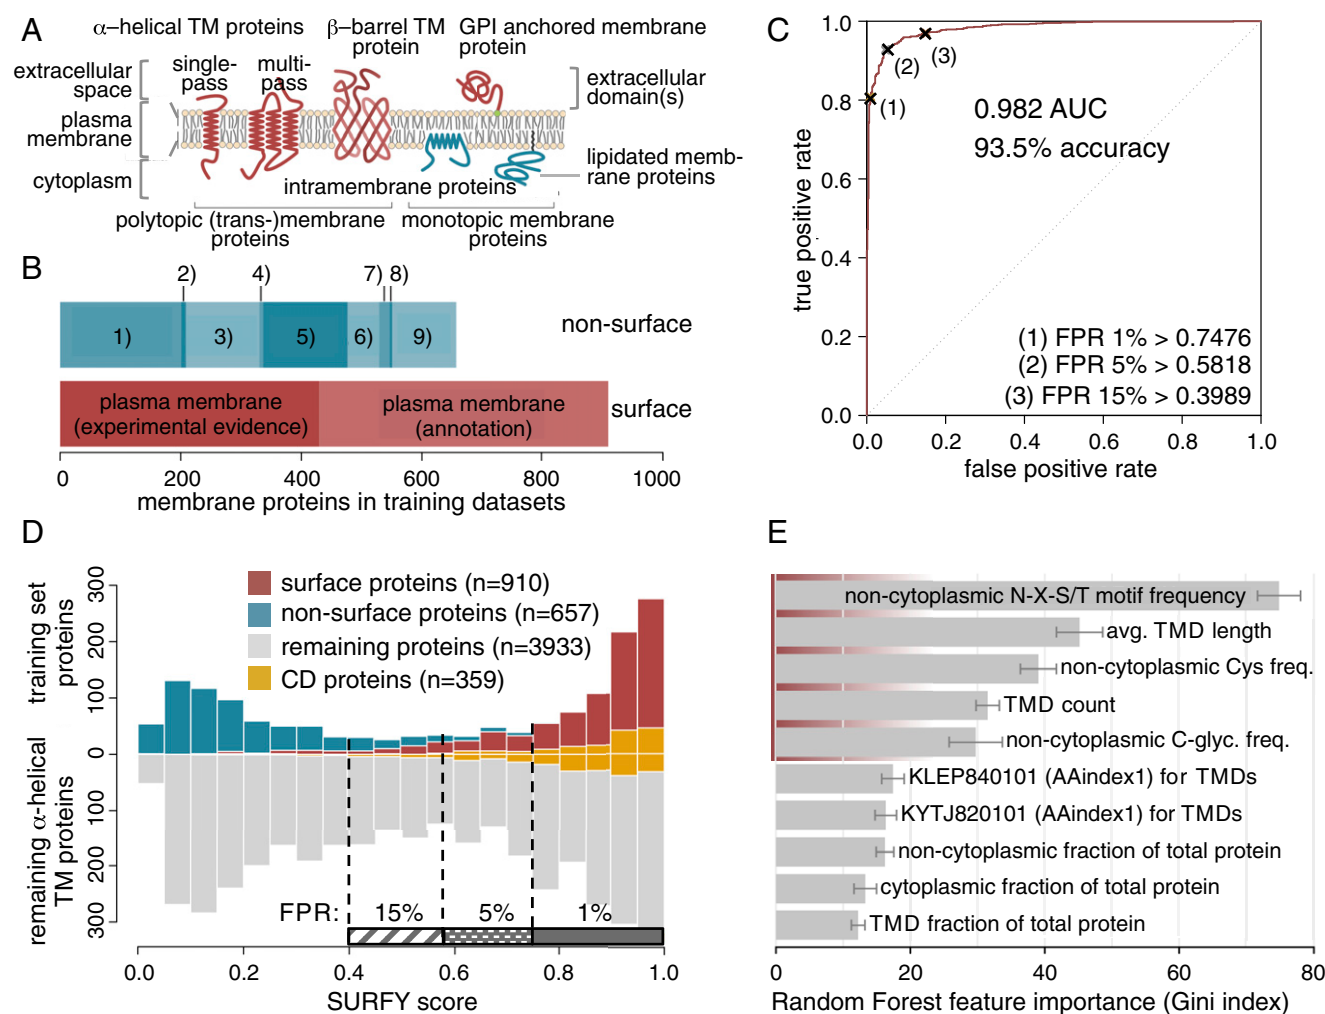 A
α–helical TM proteins
β–barrel TM
protein
GPI anchored membrane
protein
single-
pass
multi-
pass
extracellular
space
plasma
membrane
cytoplasm
extracellular
domain(s)
lipidated memb-
rane proteins
intramembrane proteins
polytopic (trans-)membrane
proteins
monotopic membrane
proteins
B
2)
4)
7)
8)
1)
3)
5)
6)
9)
non-surface
plasma membrane
(experimental evidence)
plasma membrane
(annotation)
surface
0
200
400
600
800
1000
membrane proteins in training datasets
C
1.0
0.8
0.6
0.4
0.2
0.0
true positive rate
(1)
(2)
(3)
0.982 AUC
93.5% accuracy
(1) FPR 1% > 0.7476
(2) FPR 5% > 0.5818
(3) FPR 15% > 0.3989
0.0
0.2
0.4
0.6
0.8
1.0
false positive rate
D
training set
proteins
remaining α-helical
TM proteins
300
200
100
0
100
200
300
surface proteins (n=910)
non-surface proteins (n=657)
remaining proteins (n=3933)
CD proteins (n=359)
FPR:
15%
5%
1%
0.0
0.2
0.4
0.6
0.8
1.0
SURFY score
E
non-cytoplasmic N-X-S/T motif frequency
avg. TMD length
non-cytoplasmic Cys freq.
TMD count
non-cytoplasmic C-glyc. freq.
KLEP840101 (AAindex1) for TMDs
KYTJ820101 (AAindex1) for TMDs
non-cytoplasmic fraction of total protein
cytoplasmic fraction of total protein
TMD fraction of total protein
0
20
40
60
80
Random Forest feature importance (Gini index)